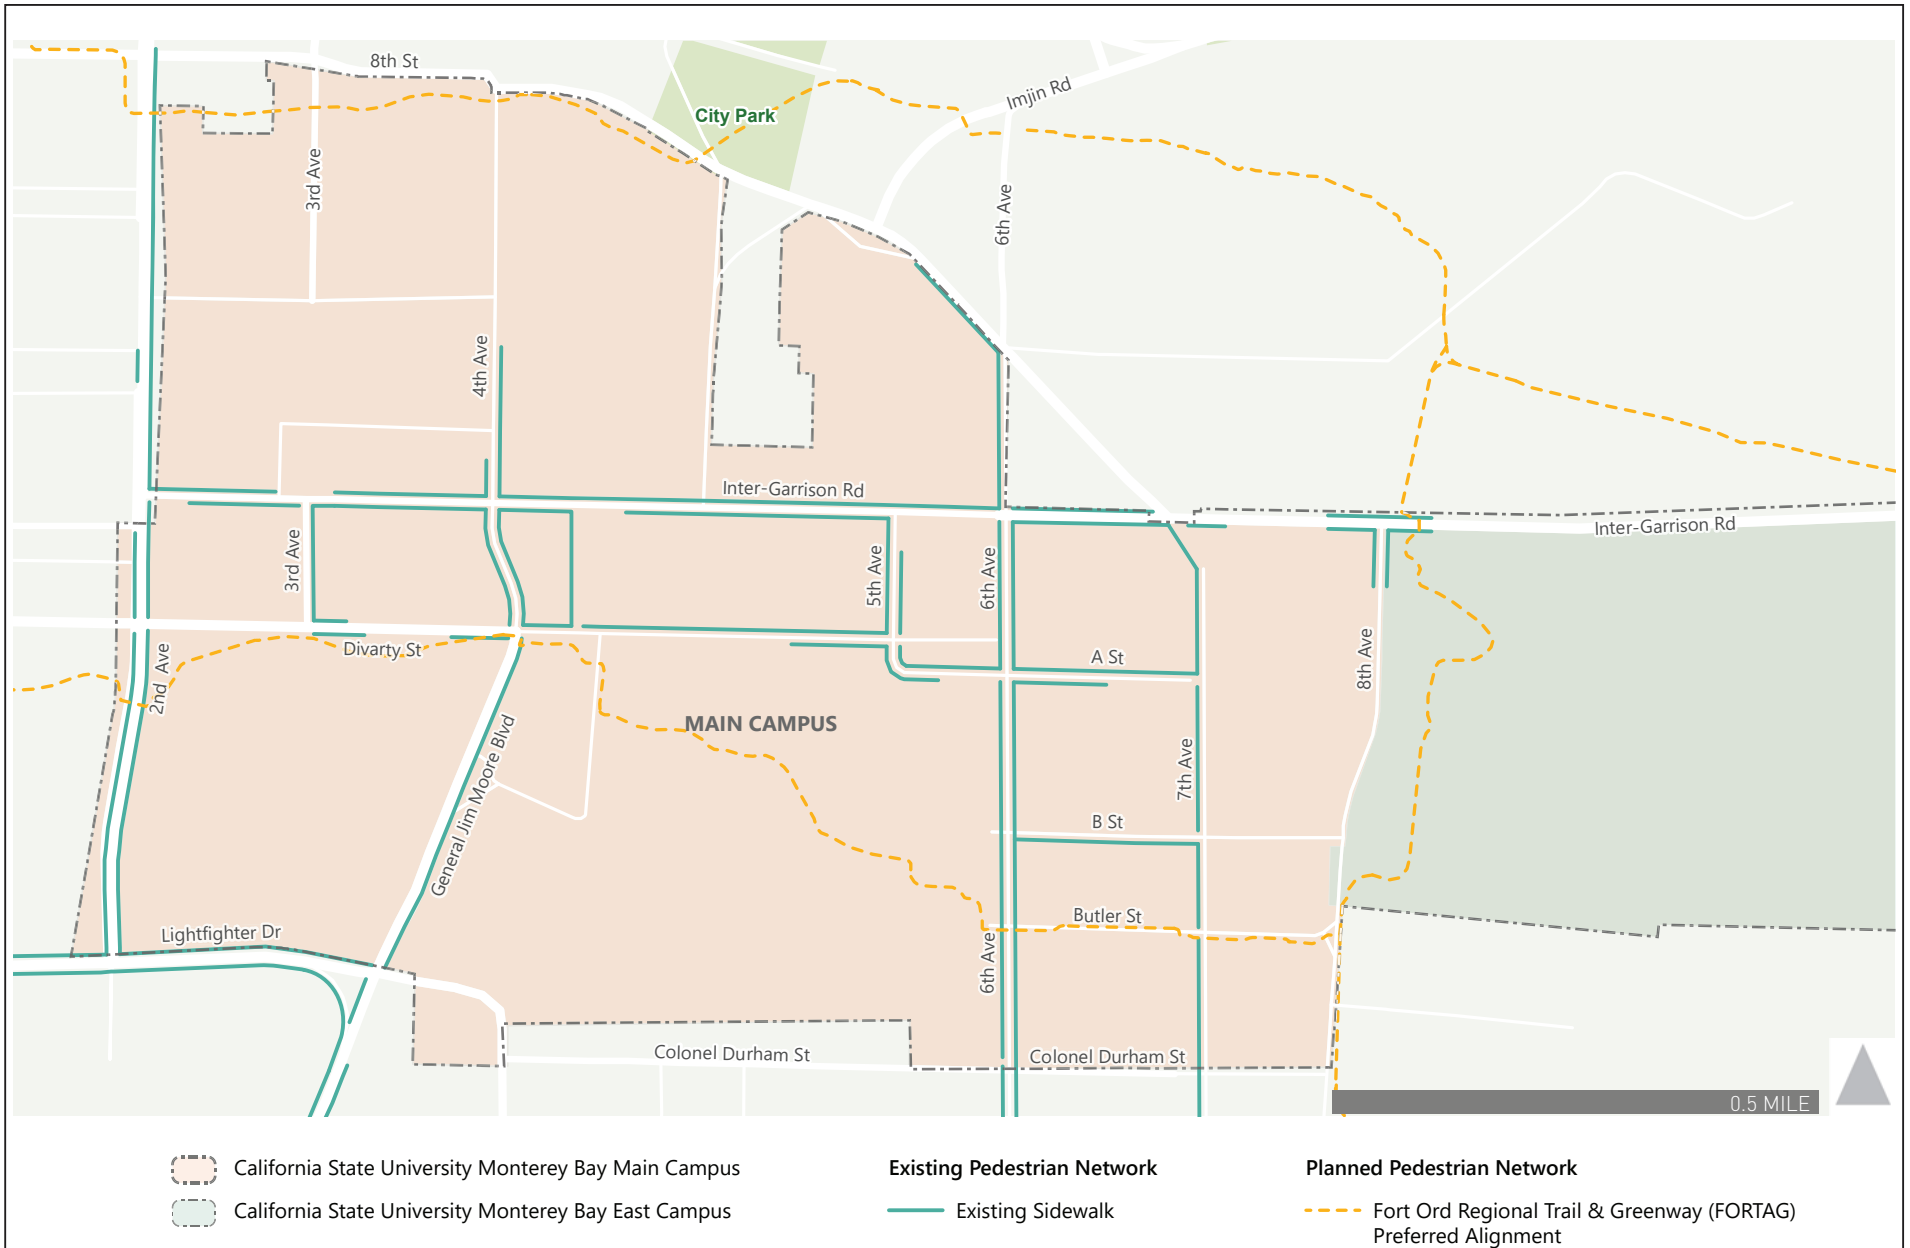 8th St
Imjin Rd
City Park
3rd Ave
6th Ave
4th Ave
Inter-Garrison Rd
Inter-Garrison Rd
3rd Ave
5th Ave
6th Ave
Divarty St
2nd Ave
A St
8th Ave
MAIN CAMPUS
General Jim Moore Blvd
7th Ave
B St
Butler St
Lightfighter Dr
6th Ave
Colonel Durham St
Colonel Durham St
0.5 MILE
California State University Monterey Bay Main Campus
California State University Monterey Bay East Campus
Existing Pedestrian Network
Existing Sidewalk
Planned Pedestrian Network
Fort Ord Regional Trail & Greenway (FORTAG)
Preferred Alignment